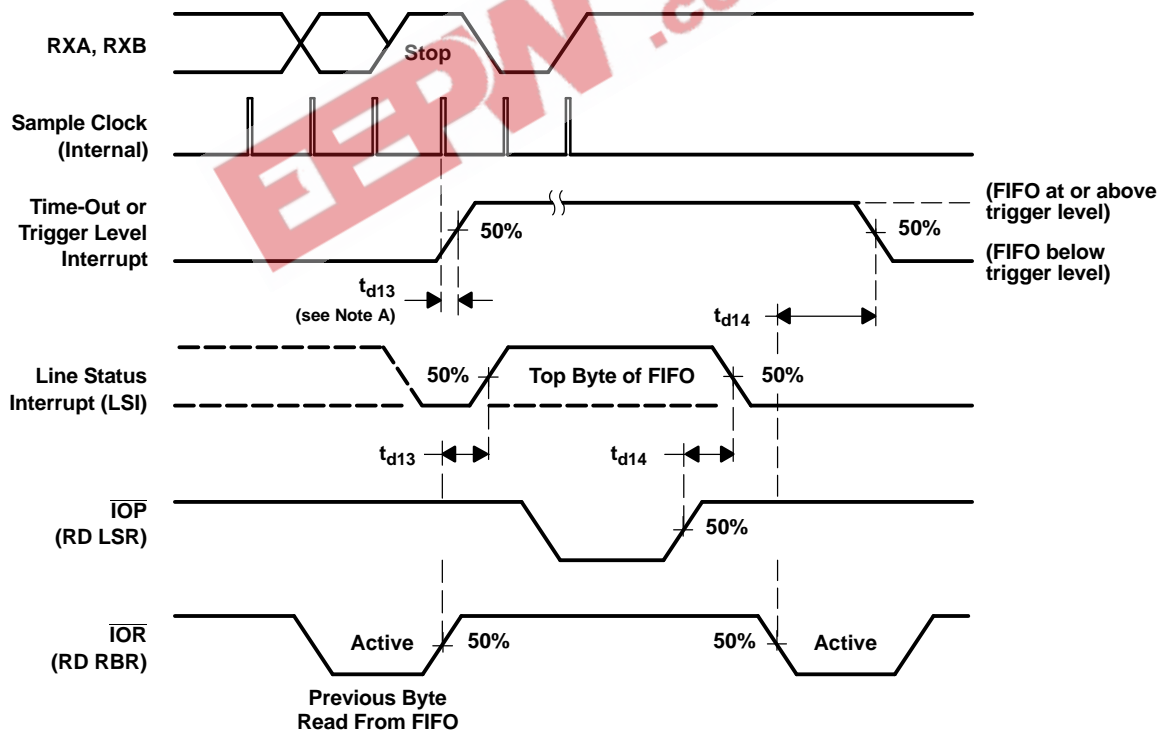 RXA, RXB
Stop
Sample Clock
(Internal)
Time-Out or
Trigger Level
Interrupt
50%
50%
(FIFO at or above
trigger level)
(FIFO below
trigger level)
td13
(see Note A)
td14
Line Status
Interrupt (LSI)
50%
Top Byte of FIFO
50%
td13
td14
IOP
(RD LSR)
50%
IOR
(RD RBR)
Active
50%
50%
Active
Previous Byte
Read From FIFO
EEPW.co